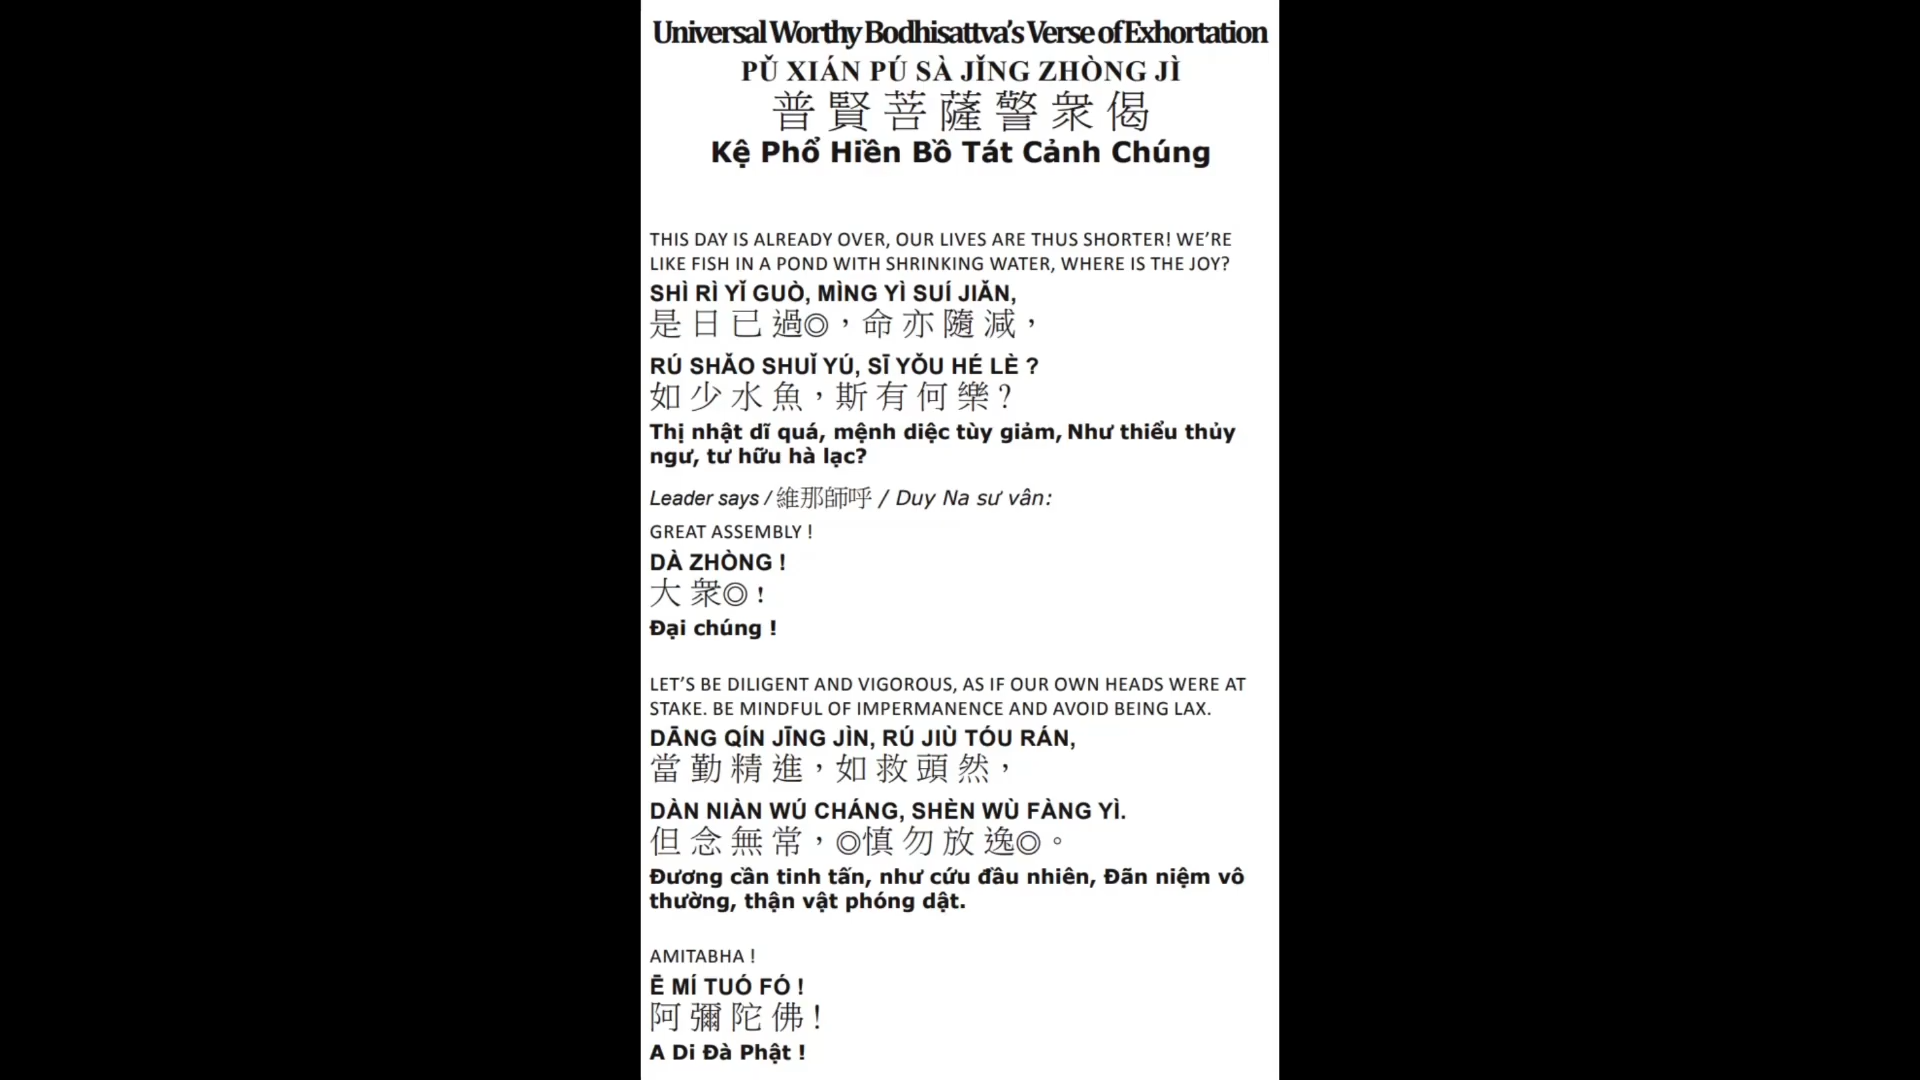 Universal Worthy Bodhisattva's Verse of Exhortation
PǓ XIÁN PÚ SÀ JǏNG ZHÒNG JÌ
普賢菩薩警眾偈
Kệ Phổ Hiền Bồ Tát Cảnh Chúng
THIS DAY IS ALREADY OVER, OUR LIVES ARE THUS SHORTER! WE'RE
LIKE FISH IN A POND WITH SHRINKING WATER, WHERE IS THE JOY?
SHÌ RÌ YǏ GUÒ, MÌNG YÌ SUÍ JIǍN,
是日已過◎，命亦隨減，
RÚ SHǍO SHUǏ YÚ, SĪ YǑU HÉ LÈ ?
如少水魚，斯有何樂？
Thị nhật dĩ quá, mệnh diệc tùy giảm, Như thiểu thủy
ngư, tư hữu hà lạc?
Leader says / 維那師呼 / Duy Na sư vân:
GREAT ASSEMBLY !
DÀ ZHÒNG !
大眾◎！
Đại chúng !
LET'S BE DILIGENT AND VIGOROUS, AS IF OUR OWN HEADS WERE AT
STAKE. BE MINDFUL OF IMPERMANENCE AND AVOID BEING LAX.
DĀNG QÍN JĪNG JÌN, RÚ JIÙ TÓU RÁN,
當勤精進，如救頭然，
DÀN NIÀN WÚ CHÁNG, SHÈN WÙ FÀNG YÌ.
但念無常，◎慎勿放逸◎。
Đương cần tinh tấn, như cứu đầu nhiên, Đãn niệm vô
thường, thận vật phóng dật.
AMITABHA !
Ē MÍ TUÓ FÓ !
阿彌陀佛！
A Di Đà Phật !